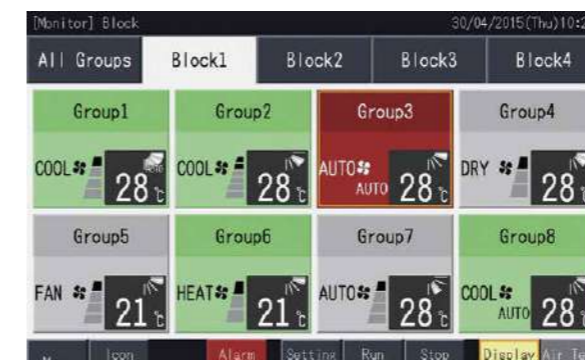 [Monitor] Block 30/04/2015(Thu)10:2
All Groups Block1 Block2 Block3 Block4
Group1 Group2 Group3 Group4
COOL 28℃ COOL 28℃ AUTO AUTO 28℃ DRY 28℃
Group5 Group6 Group7 Group8
FAN 21℃ HEAT 21℃ AUTO 28℃ COOL AUTO 28℃
Icon Alarm Setting Run Stop Display Air